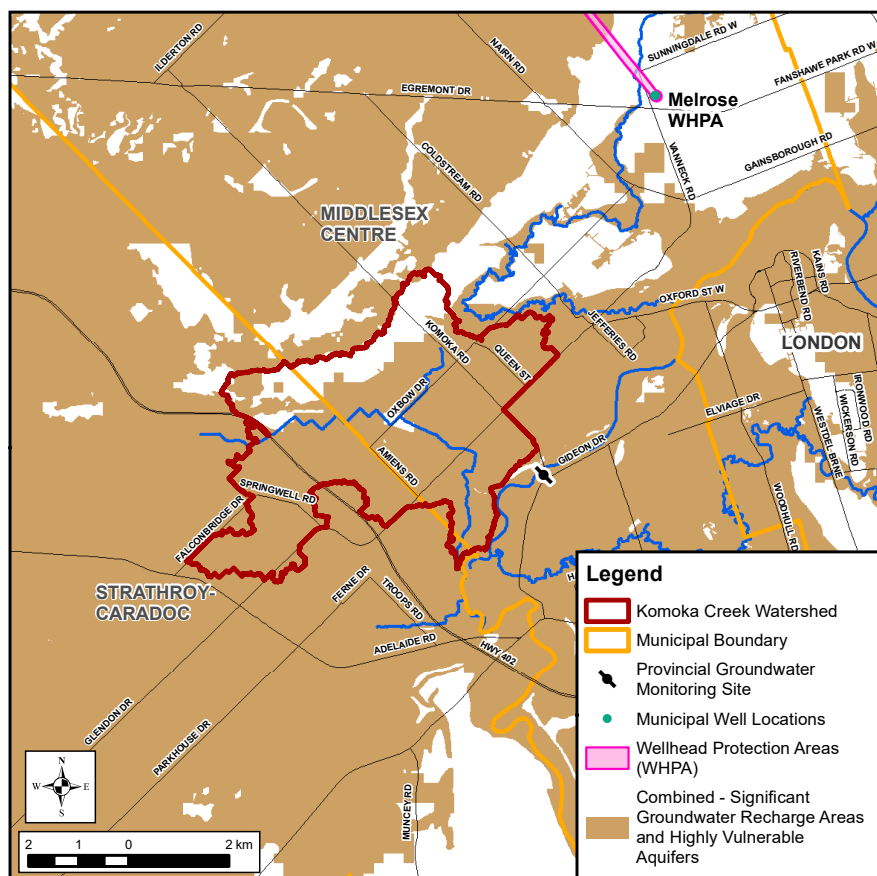 ILDERTON RD
NAIRN RD
SUNNINGDALE RD W
FANSHAWE PARK RD W
EGREMONT DR
Melrose
WHPA
COLDSTREAM RD
VANNECK RD
GAINSBOROUGH RD
MIDDLESEX
CENTRE
OXFORD ST W
RIVERBEND RD
KAINS RD
JEFFERIES RD
KOMOKA RD
QUEEN ST
LONDON
OXBOW DR
ELVIAGE DR
IRONWOOD RD
WICKERSON RD
WESTDEL BRNE
AMIENS RD
GIDEON DR
SPRINGWELL RD
WOODHULL RD
FALCONBRIDGE DR
STRATHROY-
CARADOC
FERNE DR
TROOPS RD
ADELAIDE RD
HWY 402
GLENDON DR
PARKHOUSE DR
MUNCEY RD
N
W
E
S
2 1 0 2 km
Legend
Komoka Creek Watershed
Municipal Boundary
Provincial Groundwater
Monitoring Site
Municipal Well Locations
Wellhead Protection Areas
(WHPA)
Combined - Significant
Groundwater Recharge Areas
and Highly Vulnerable
Aquifers